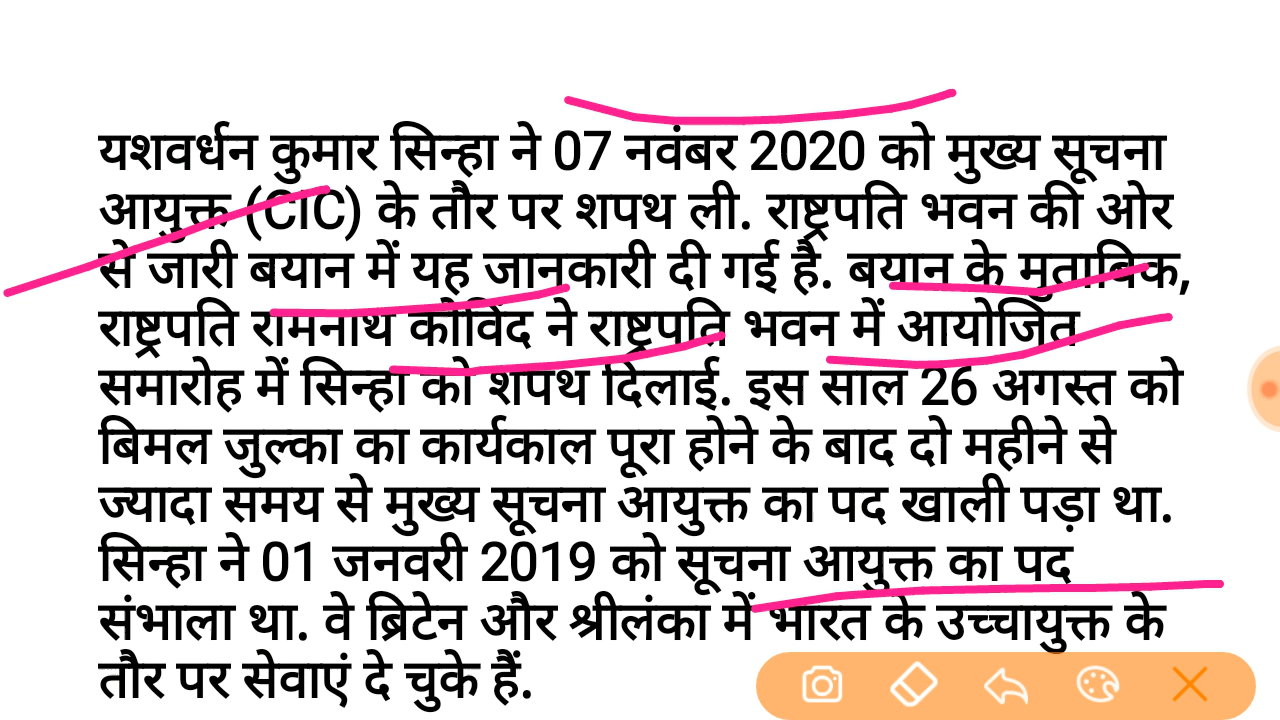 यशवर्धन कुमार सिन्हा ने 07 नवंबर 2020 को मुख्य सूचना
आयुक्त (CIC) के तौर पर शपथ ली. राष्ट्रपति भवन की ओर
से जारी बयान में यह जानकारी दी गई है. बयान के मुताबिक,
राष्ट्रपति रामनाथ कोविंद ने राष्ट्रपति भवन में आयोजित
समारोह में सिन्हा को शपथ दिलाई. इस साल 26 अगस्त को
बिमल जुल्का का कार्यकाल पूरा होने के बाद दो महीने से
ज्यादा समय से मुख्य सूचना आयुक्त का पद खाली पड़ा था.
सिन्हा ने 01 जनवरी 2019 को सूचना आयुक्त का पद
संभाला था. वे ब्रिटेन और श्रीलंका में भारत के उच्चायुक्त के
तौर पर सेवाएं दे चुके हैं.